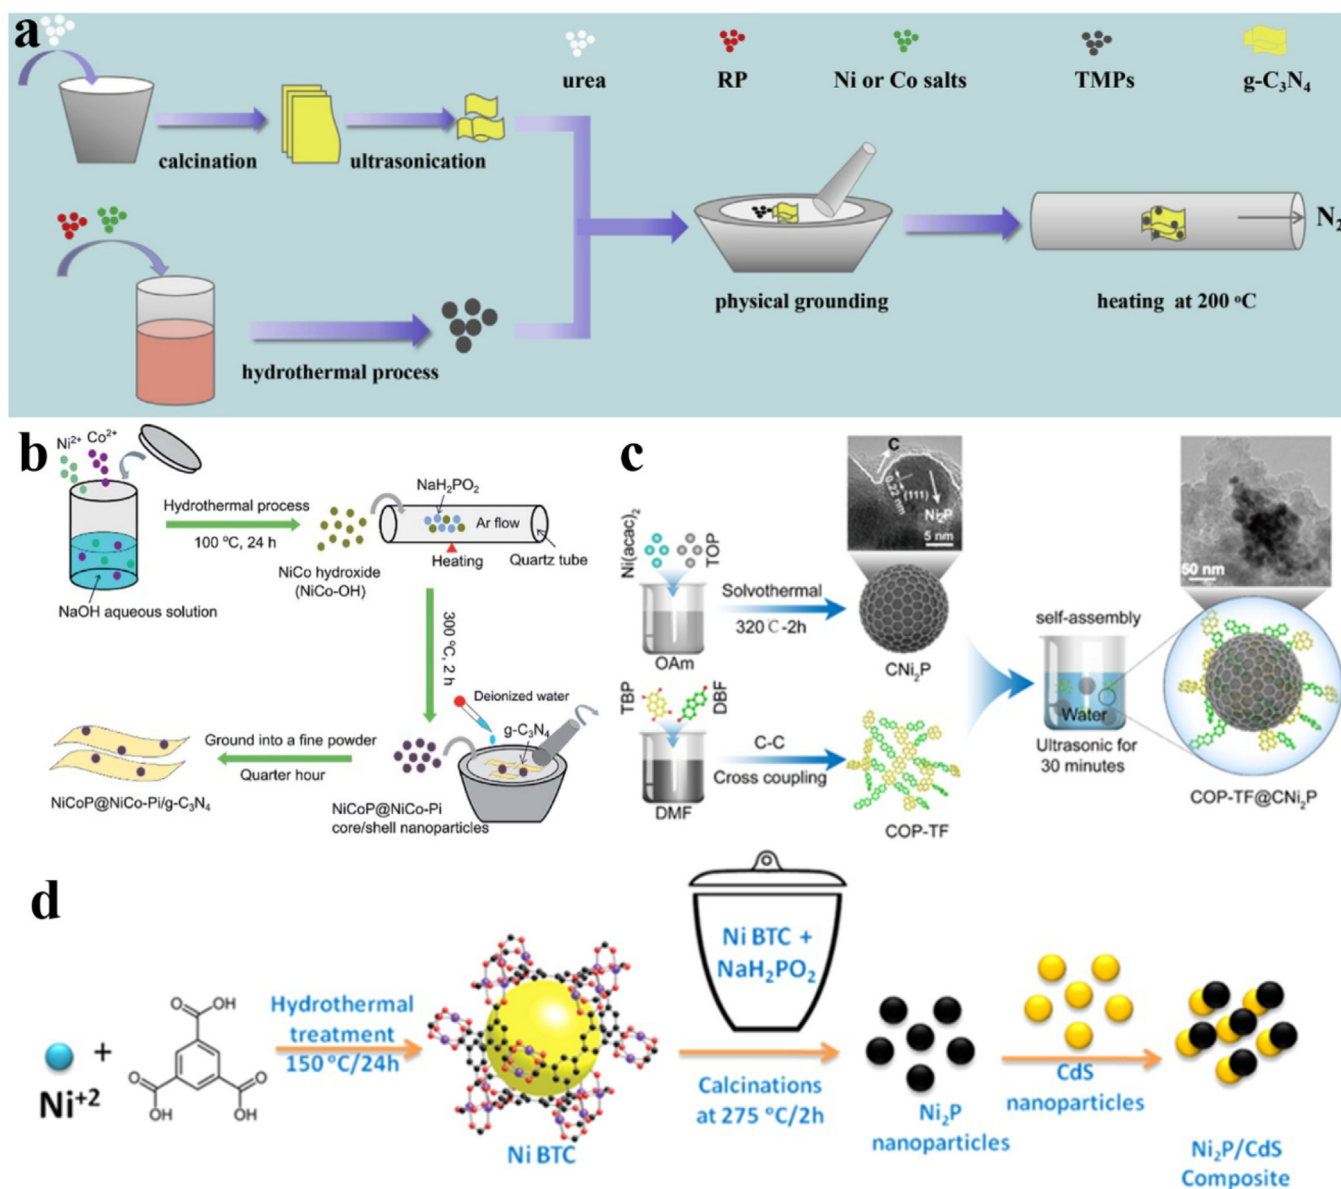 a
urea
RP
Ni or Co salts
TMPs
g-C₃N₄
calcination
ultrasonication
hydrothermal process
physical grounding
N₂
heating at 200 °C
b
Ni²⁺ Co²⁺
NaOH aqueous solution
Hydrothermal process
100 °C, 24 h
NiCo hydroxide
(NiCo-OH)
NaH₂PO₂
Ar flow
Heating
Quartz tube
300 °C, 2 h
Deionized water
g-C₃N₄
NiCoP@NiCo-Pi
core/shell nanoparticles
Ground into a fine powder
Quarter hour
NiCoP@NiCo-Pi/g-C₃N₄
c
Ni(acac)₂
TOP
OAm
Solvothermal
320℃-2h
C
0.22 nm
(111)
Ni₂P
5 nm
CNi₂P
TBP
DBF
DMF
C-C
Cross coupling
COP-TF
self-assembly
Water
Ultrasonic for
30 minutes
50 nm
COP-TF@CNi₂P
d
Ni⁺²
+
O
OH
O
OH
O
OH
Hydrothermal
treatment
150 °C/24h
Ni BTC
Ni BTC +
NaH₂PO₂
Calcinations
at 275 °C/2h
Ni₂P
nanoparticles
CdS
nanoparticles
Ni₂P/CdS
Composite